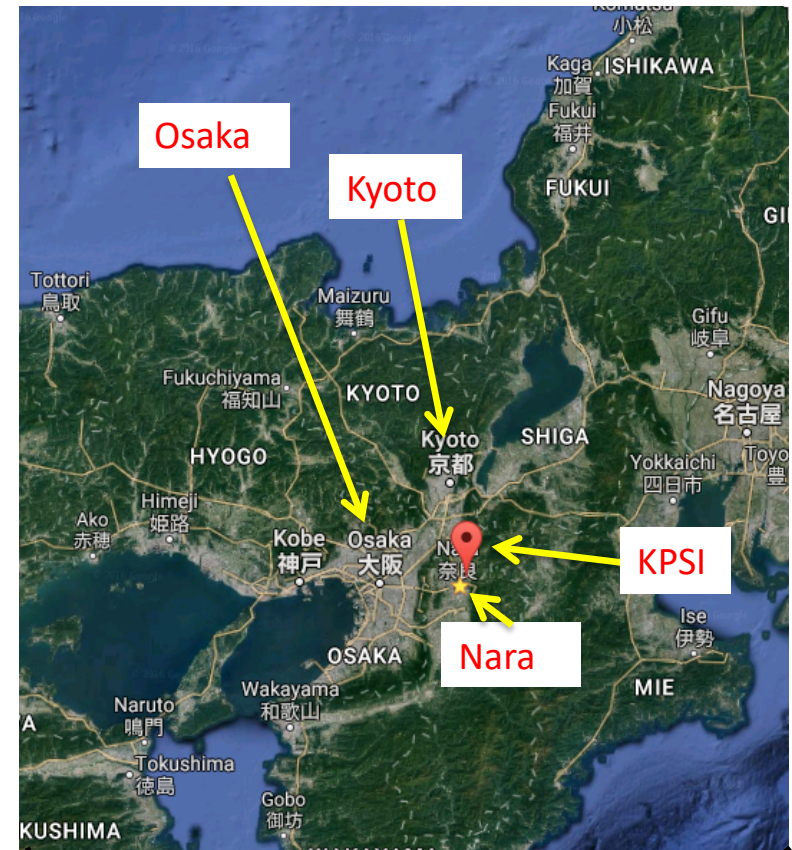 Komatsu
小松
Kaga
加賀
ISHIKAWA
Fukui
福井
Osaka
Kyoto
FUKUI
GI
Tottori
鳥取
Maizuru
舞鶴
Gifu
岐阜
Fukuchiyama
福知山
KYOTO
Nagoya
名古屋
Kyoto
京都
SHIGA
HYOGO
Yokkaichi
四日市
Toyo
豊
Himeji
姫路
Ako
赤穂
Kobe
神戸
Osaka
大阪
奈良
KPSI
Nara
Ise
伊勢
OSAKA
MIE
Wakayama
和歌山
Naruto
鳴門
A
Tokushima
徳島
Gobo
御坊
KUSHIMA